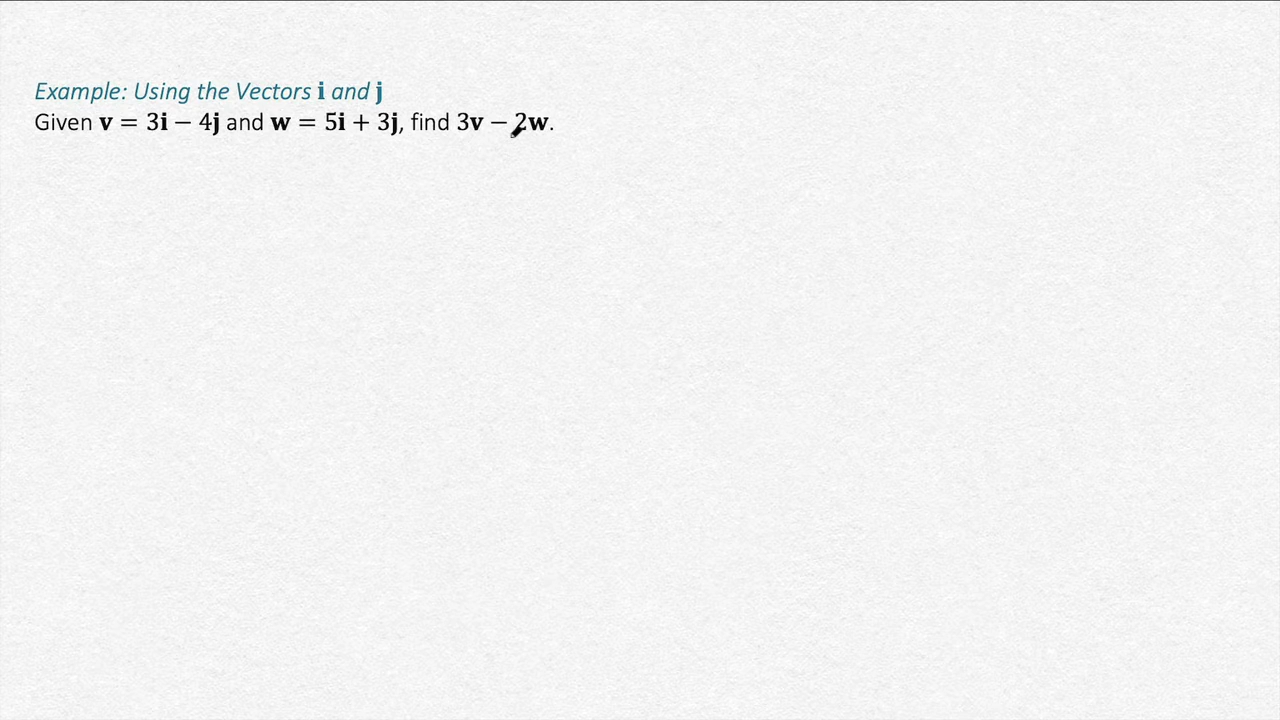 Example: Using the Vectors i and j
Given v = 3i − 4j and w = 5i + 3j, find 3v − 2w.